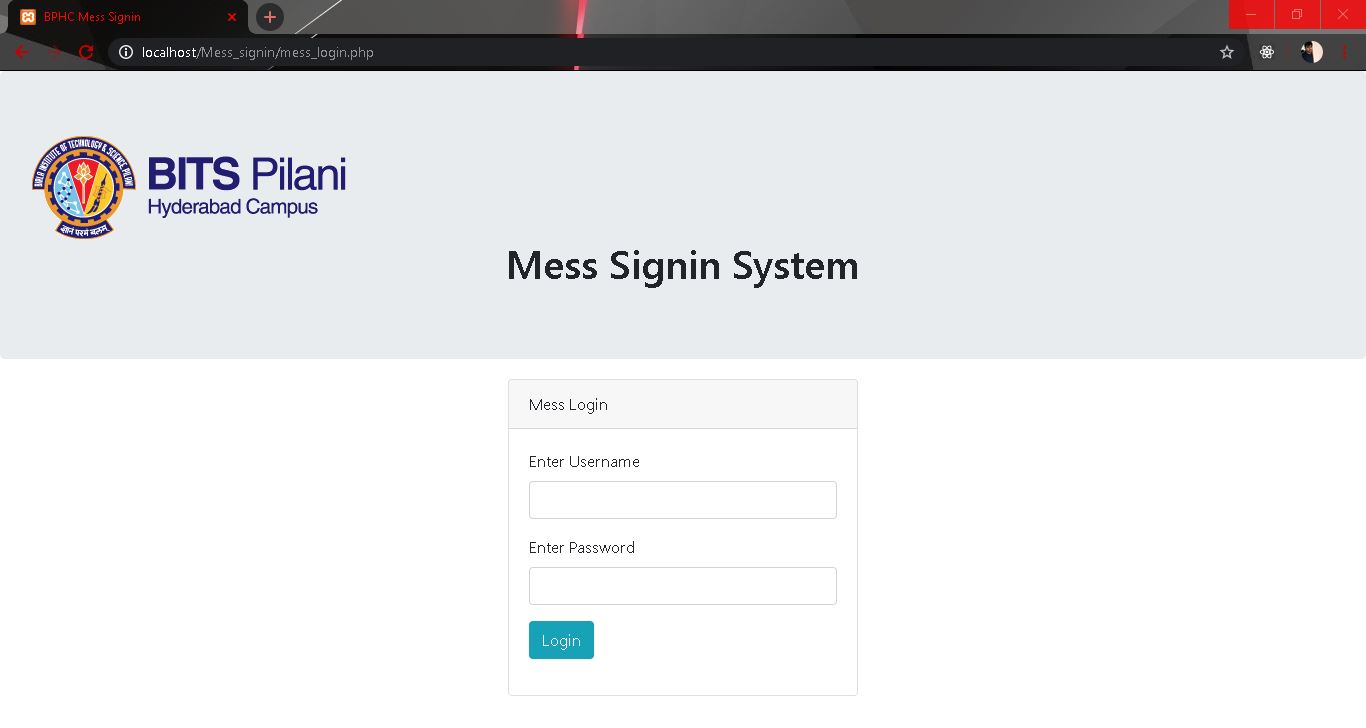 BPHC Mess Signin
localhost/Mess_signin/mess_login.php
BIRLA INSTITUTE OF TECHNOLOGY & SCIENCE PILANI
BITS Pilani
Hyderabad Campus
ज्ञानं परमं बलम्
Mess Signin System
Mess Login
Enter Username
Enter Password
Login